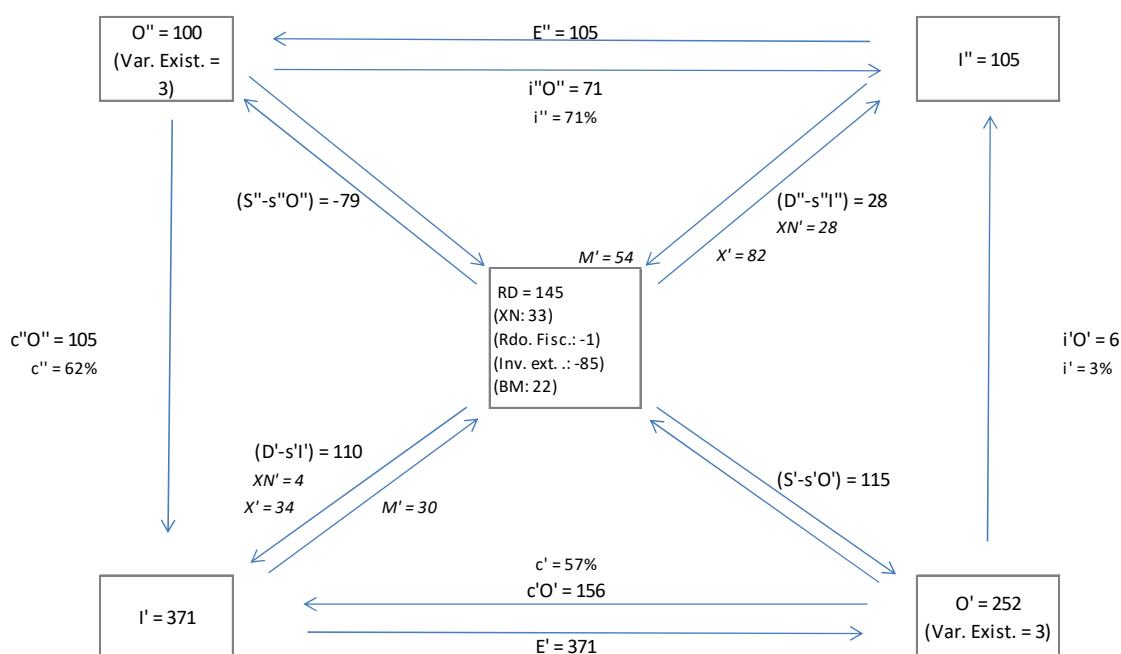 O'' = 100
(Var. Exist. =
3)
E'' = 105
i''O'' = 71
i'' = 71%
I'' = 105
(S''-s''O'') = -79
(D''-s''I'') = 28
XN' = 28
X' = 82
M' = 54
RD = 145
(XN: 33)
(Rdo. Fisc.: -1)
(Inv. ext. .: -85)
(BM: 22)
c''O'' = 105
c'' = 62%
i'O' = 6
i' = 3%
(D'-s'I') = 110
XN' = 4
X' = 34
M' = 30
(S'-s'O') = 115
c' = 57%
c'O' = 156
E' = 371
I' = 371
O' = 252
(Var. Exist. = 3)